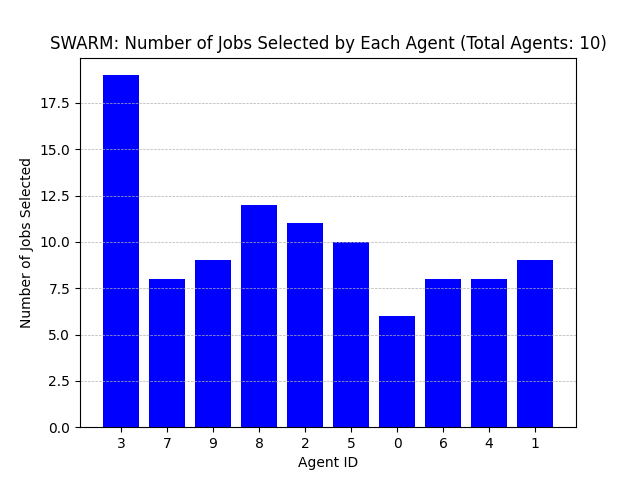 SWARM: Number of Jobs Selected by Each Agent (Total Agents: 10)
17.5
15.0
12.5
10.0
7.5
5.0
2.5
0.0
Number of Jobs Selected
3 7 9 8 2 5 0 6 4 1
Agent ID